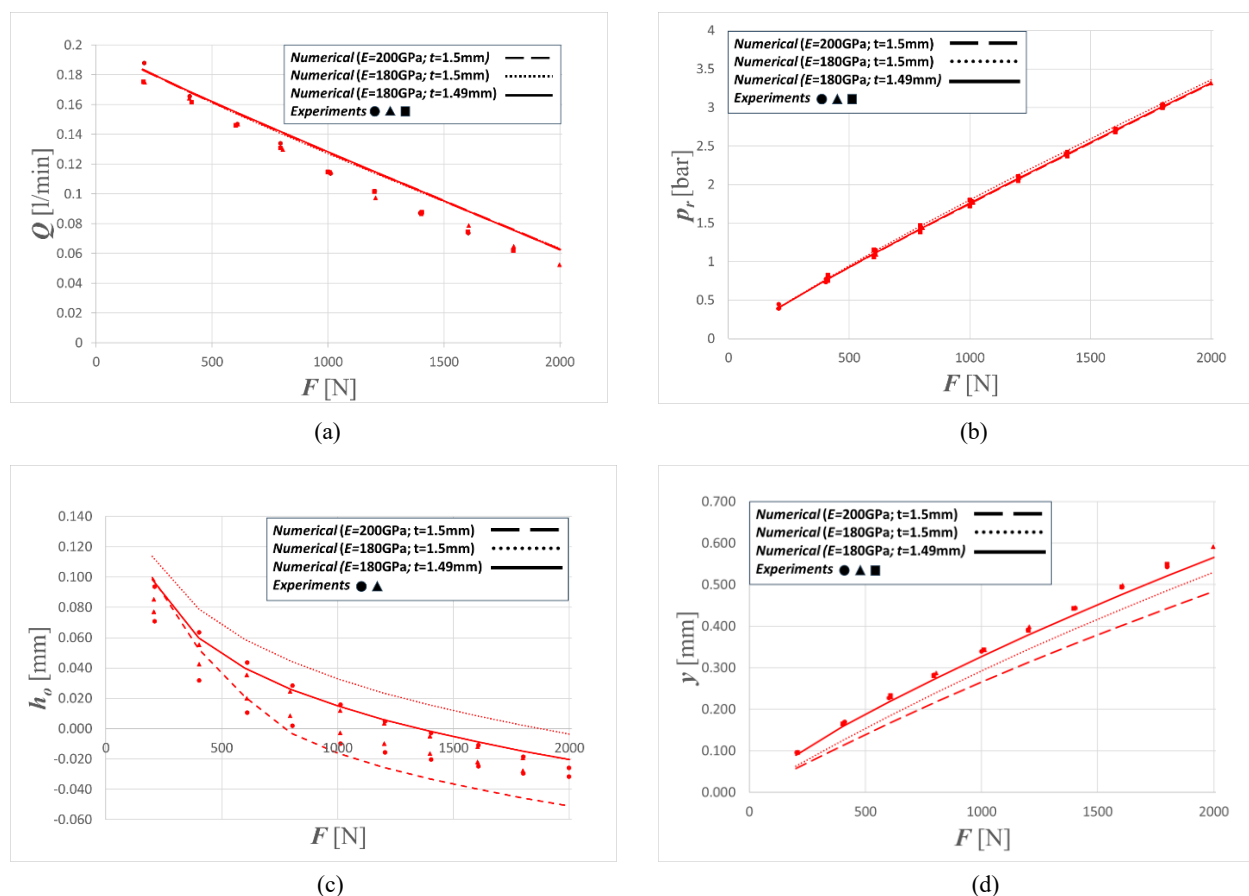 0.2
0.18
0.16
0.14
0.12
0.1
0.08
0.06
0.04
0.02
0
Q [l/min]
Numerical (E=200GPa; t=1.5mm)
Numerical (E=180GPa; t=1.5mm)
Numerical (E=180GPa; t=1.49mm)
Experiments
0 500 1000 1500 2000
F [N]
(a)
4
3.5
3
2.5
2
1.5
1
0.5
0
p_r [bar]
Numerical (E=200GPa; t=1.5mm)
Numerical (E=180GPa; t=1.5mm)
Numerical (E=180GPa; t=1.49mm)
Experiments
0 500 1000 1500 2000
F [N]
(b)
0.140
0.120
0.100
0.080
0.060
0.040
0.020
0.000
-0.020
-0.040
-0.060
h_o [mm]
Numerical (E=200GPa; t=1.5mm)
Numerical (E=180GPa; t=1.5mm)
Numerical (E=180GPa; t=1.49mm)
Experiments
0 500 1000 1500 2000
F [N]
(c)
0.700
0.600
0.500
0.400
0.300
0.200
0.100
0.000
y [mm]
Numerical (E=200GPa; t=1.5mm)
Numerical (E=180GPa; t=1.5mm)
Numerical (E=180GPa; t=1.49mm)
Experiments
0 500 1000 1500 2000
F [N]
(d)